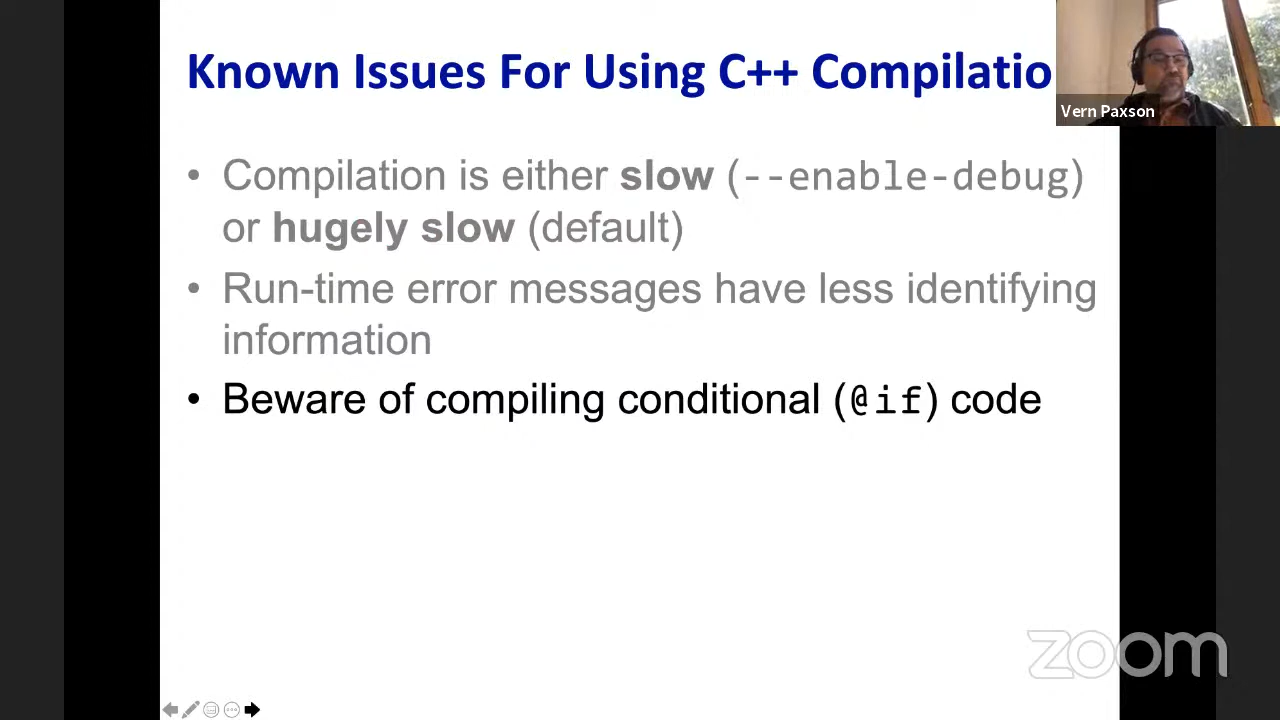 Known Issues For Using C++ Compilatio
Vern Paxson
• Compilation is either slow (--enable-debug)
or hugely slow (default)
• Run-time error messages have less identifying
information
• Beware of compiling conditional (@if) code
zoom